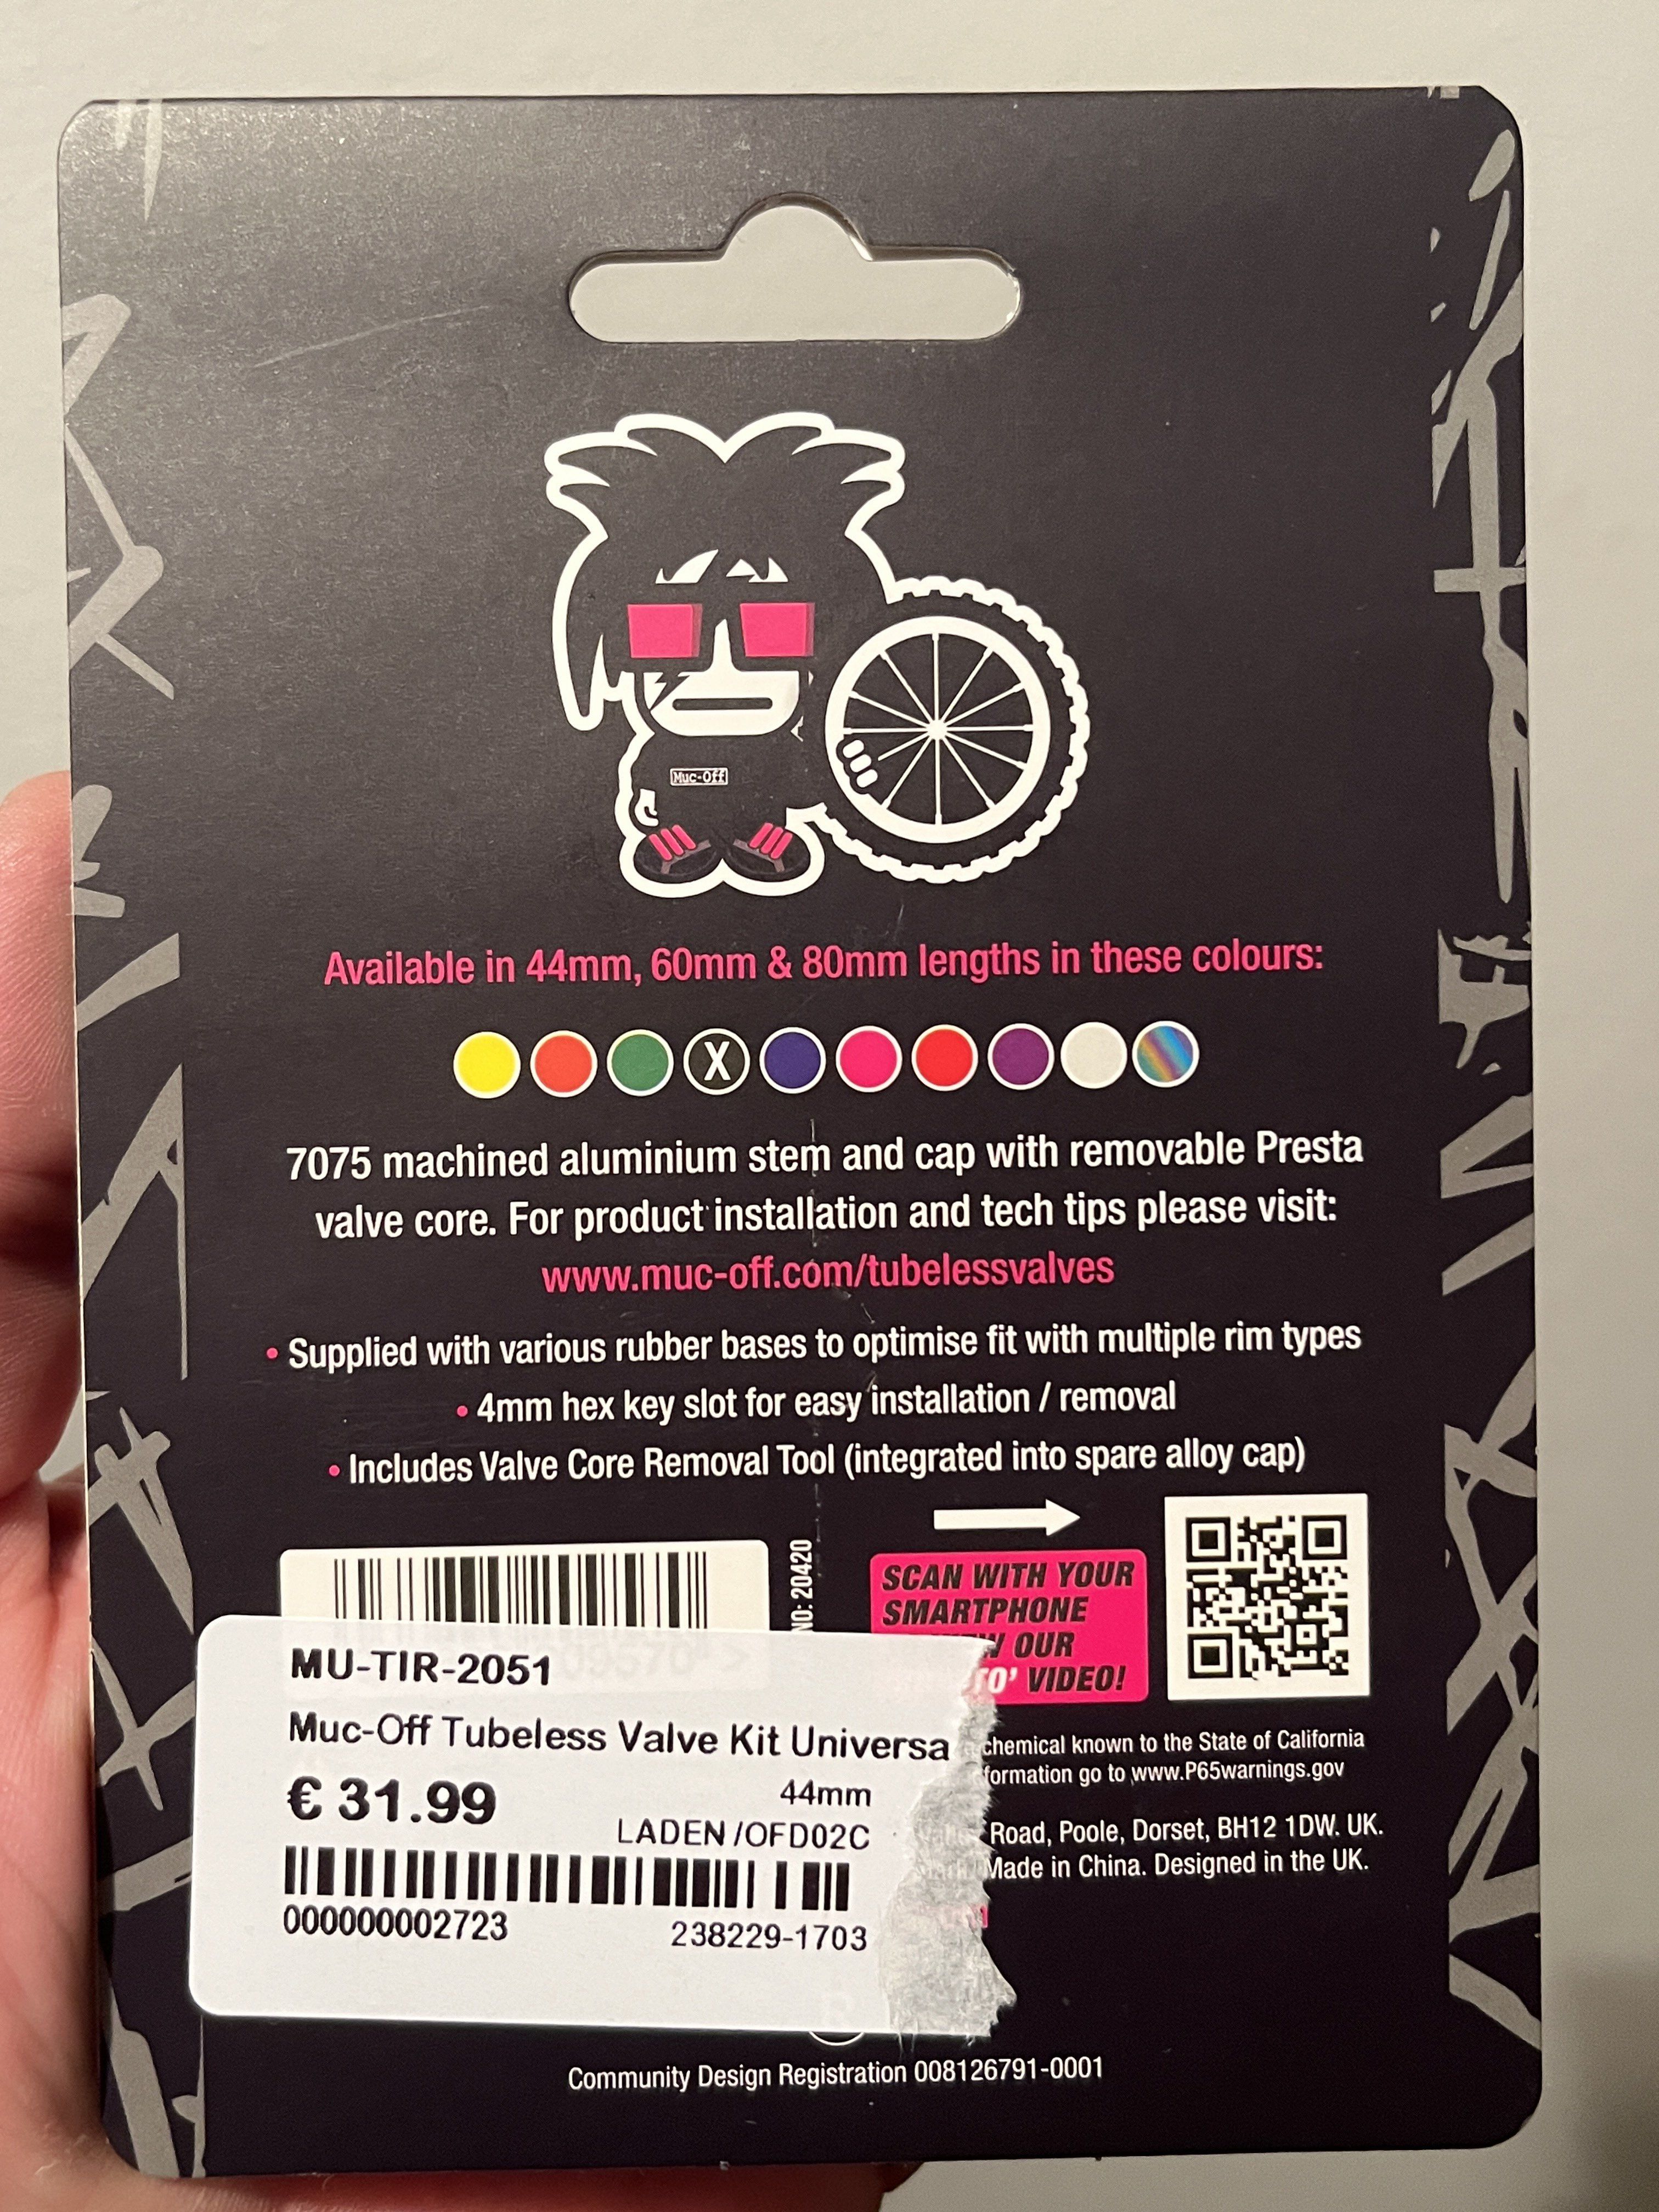 Muc-Off
Available in 44mm, 60mm & 80mm lengths in these colours:
X
7075 machined aluminium stem and cap with removable Presta
valve core. For product installation and tech tips please visit:
www.muc-off.com/tubelessvalves
• Supplied with various rubber bases to optimise fit with multiple rim types
• 4mm hex key slot for easy installation / removal
• Includes Valve Core Removal Tool (integrated into spare alloy cap)
NO: 20420
SCAN WITH YOUR
SMARTPHONE
OUR
VIDEO!
MU-TIR-2051
Muc-Off Tubeless Valve Kit Universa
€ 31.99
44mm
LADEN /OFD02C
000000002723
238229-1703
chemical known to the State of California
formation go to www.P65warnings.gov
Road, Poole, Dorset, BH12 1DW. UK.
Made in China. Designed in the UK.
Community Design Registration 008126791-0001